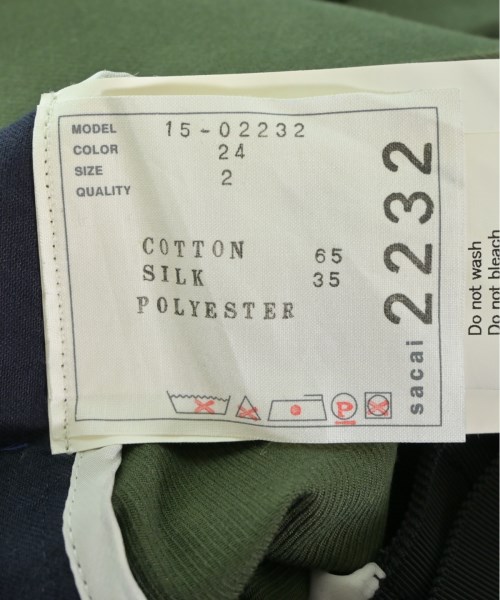 MODEL 15-02232
COLOR 24
SIZE 2
QUALITY
COTTON 65
SILK 35
POLYESTER
P
sacai 2232
Do not wash
Do not bleach